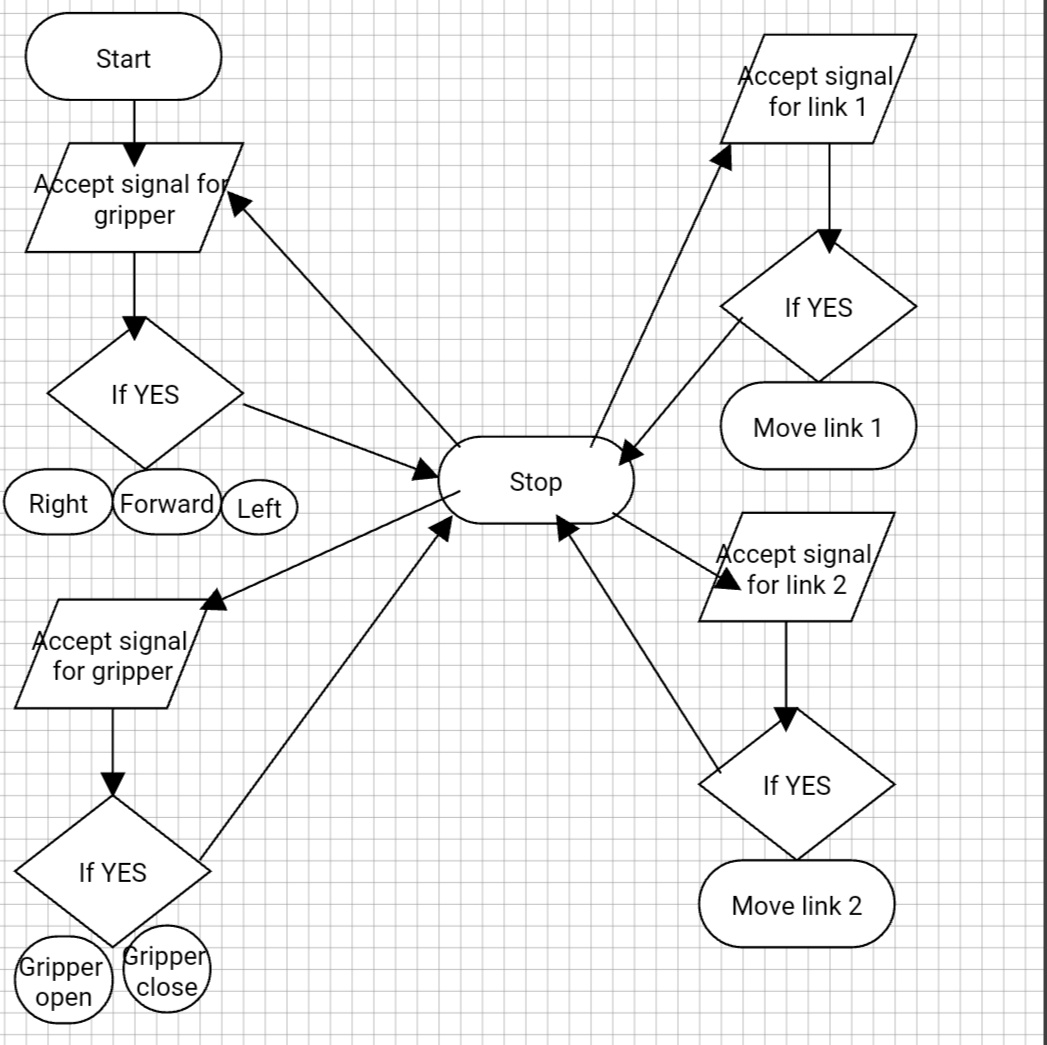 Start
Accept signal for
gripper
If YES
Right
Forward
Left
Accept signal
for gripper
If YES
Gripper
open
Gripper
close
Stop
Accept signal
for link 1
If YES
Move link 1
Accept signal
for link 2
If YES
Move link 2